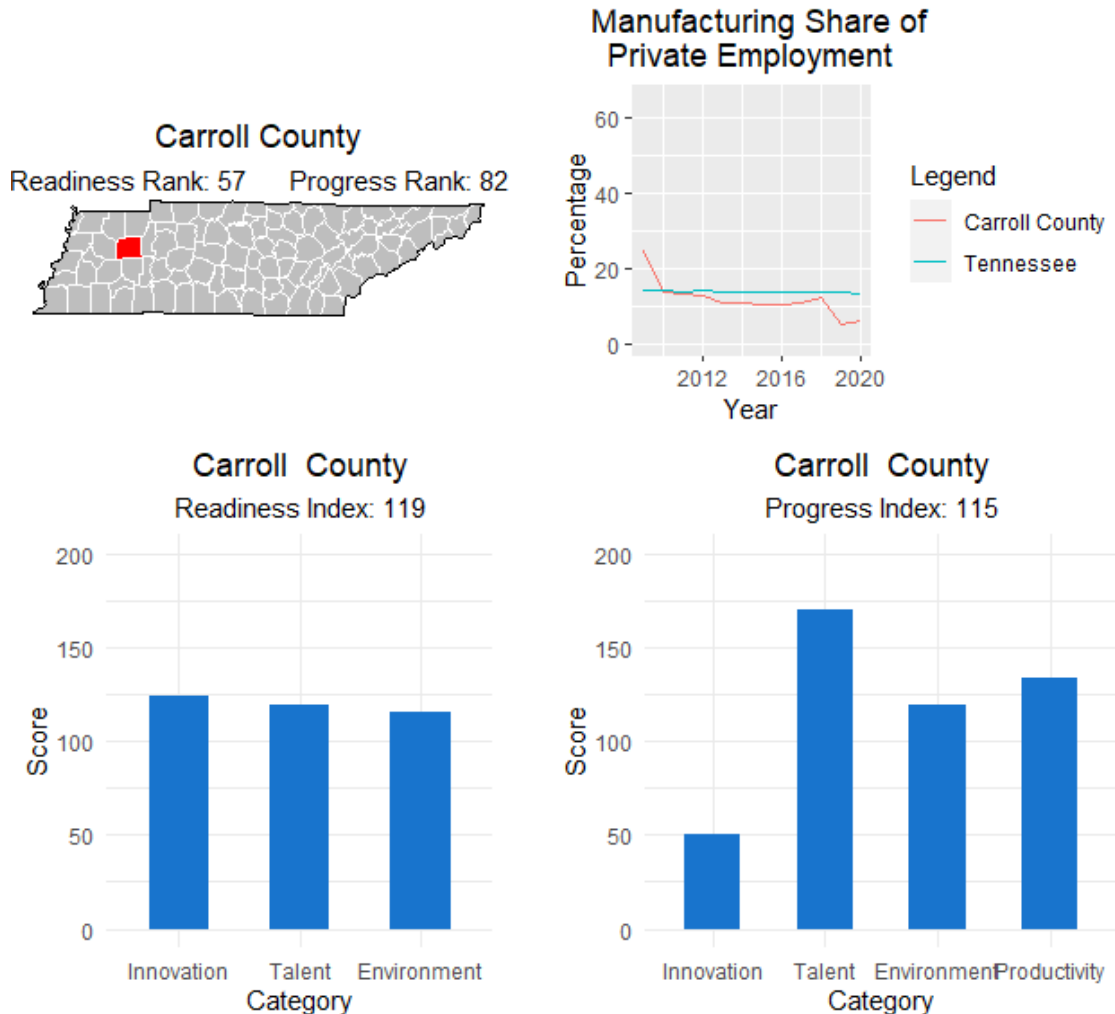 Carroll County
Readiness Rank: 57 Progress Rank: 82
Manufacturing Share of
Private Employment
60
40
20
0
Percentage
2012 2016 2020
Year
Legend
Carroll County
Tennessee
Carroll County
Readiness Index: 119
200
150
100
50
0
Score
Innovation Talent Environment
Category
Carroll County
Progress Index: 115
200
150
100
50
0
Score
Innovation Talent Environment Productivity
Category